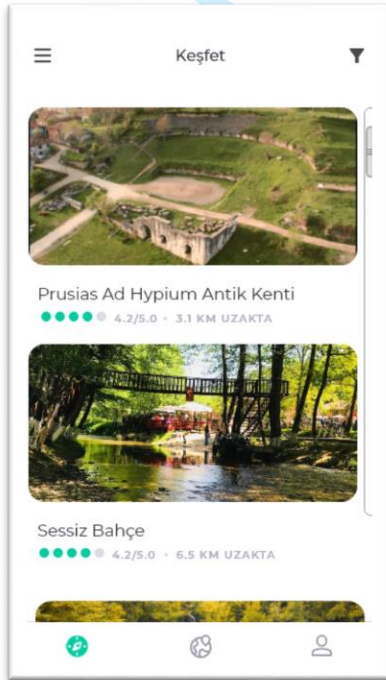 Keşfet
Prusias Ad Hypium Antik Kenti
4.2/5.0 • 3.1 KM UZAKTA
Sessiz Bahçe
4.2/5.0 • 6.5 KM UZAKTA